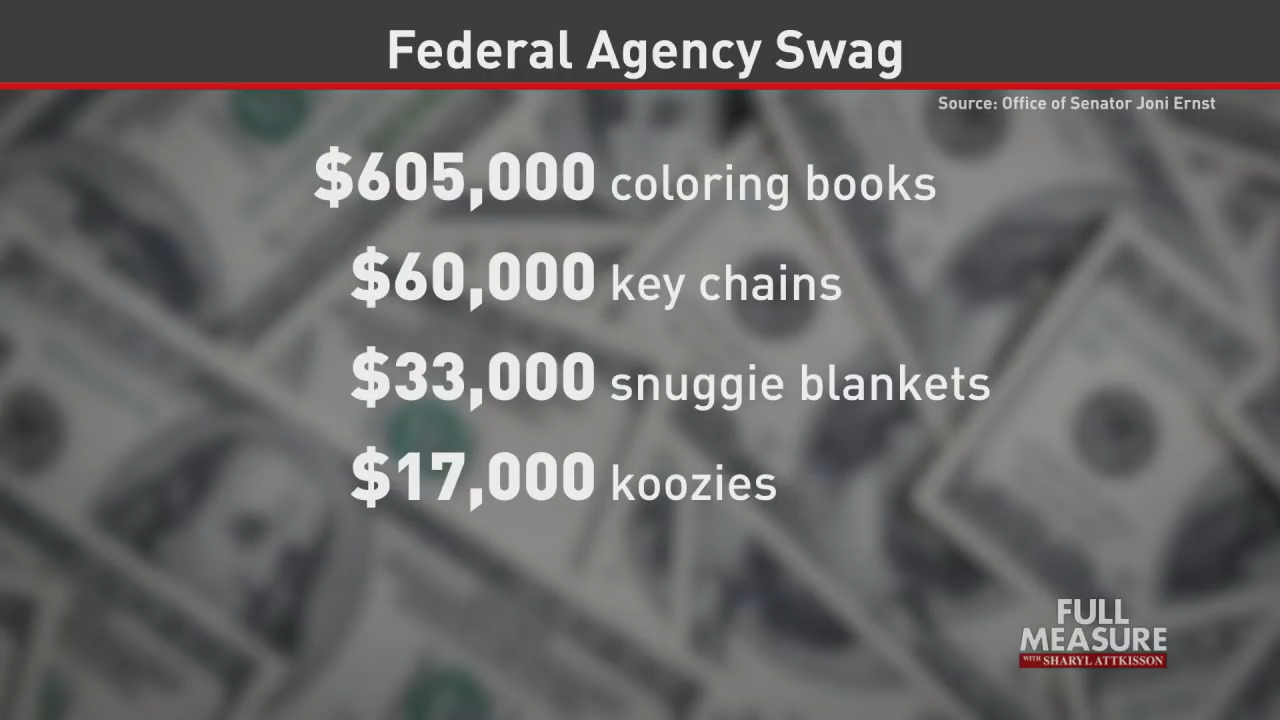 Federal Agency Swag
Source: Office of Senator Joni Ernst
$605,000 coloring books
$60,000 key chains
$33,000 snuggie blankets
$17,000 koozies
FULL
MEASURE
WITH SHARYL ATTKISSON